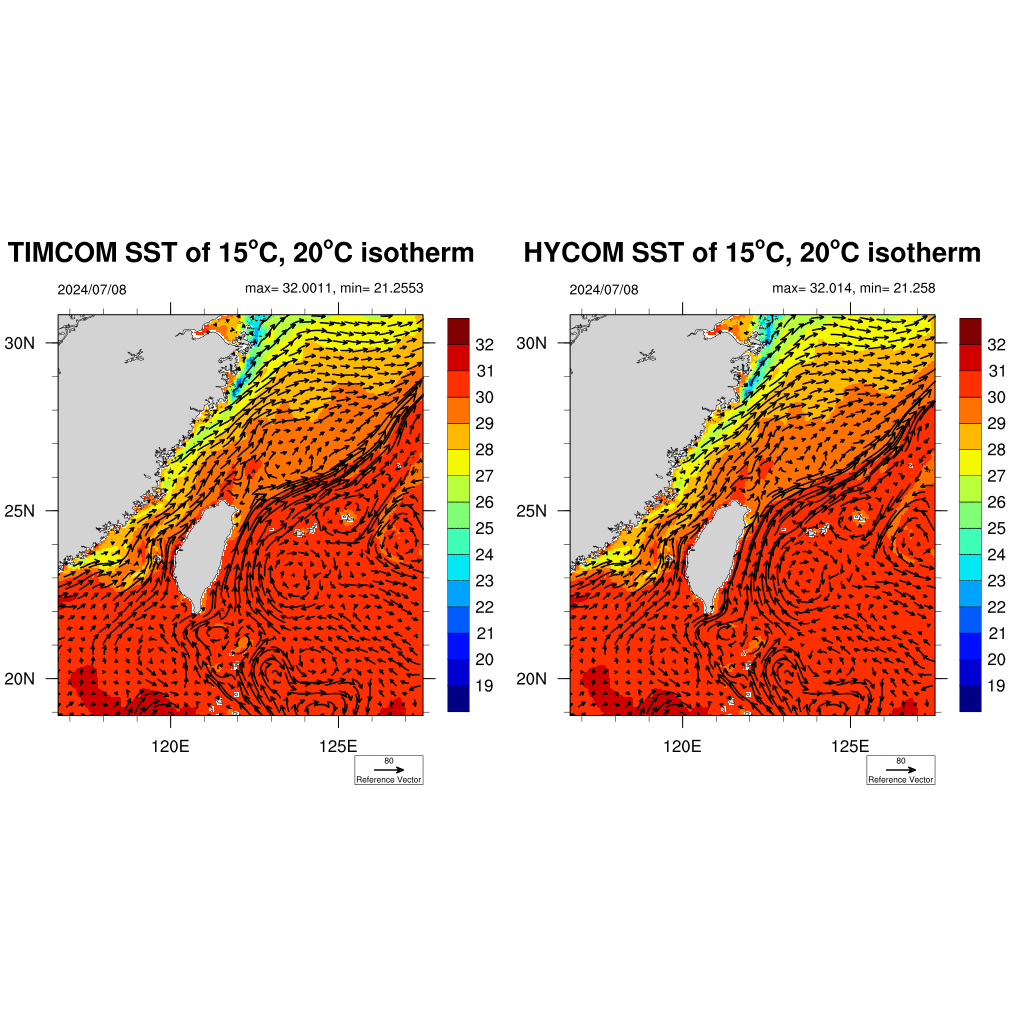 TIMCOM SST of 15°C, 20°C isotherm
2024/07/08
max= 32.0011, min= 21.2553
30N
25N
20N
120E
125E
32
31
30
29
28
27
26
25
24
23
22
21
20
19
80
Reference Vector
HYCOM SST of 15°C, 20°C isotherm
2024/07/08
max= 32.014, min= 21.258
30N
25N
20N
120E
125E
32
31
30
29
28
27
26
25
24
23
22
21
20
19
80
Reference Vector